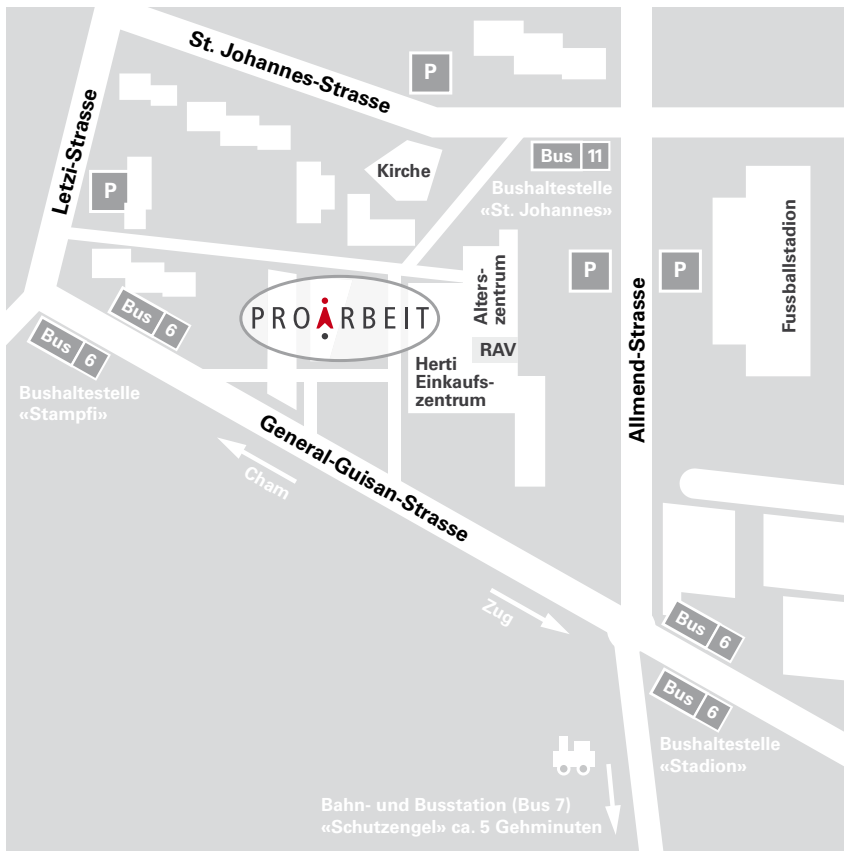 St. Johannes-Strasse
P
Letzi-Strasse
Kirche
Bus 11
Bushaltestelle
«St. Johannes»
P
Fussballstadion
P
P
Alters-
zentrum
Allmend-Strasse
PROARBEIT
RAV
Herti
Einkaufs-
zentrum
Bus 6
Bus 6
Bushaltestelle
«Stampfi»
General-Guisan-Strasse
Cham
Zug
Bus 6
Bus 6
Bushaltestelle
«Stadion»
Bahn- und Busstation (Bus 7)
«Schutzengel» ca. 5 Gehminuten